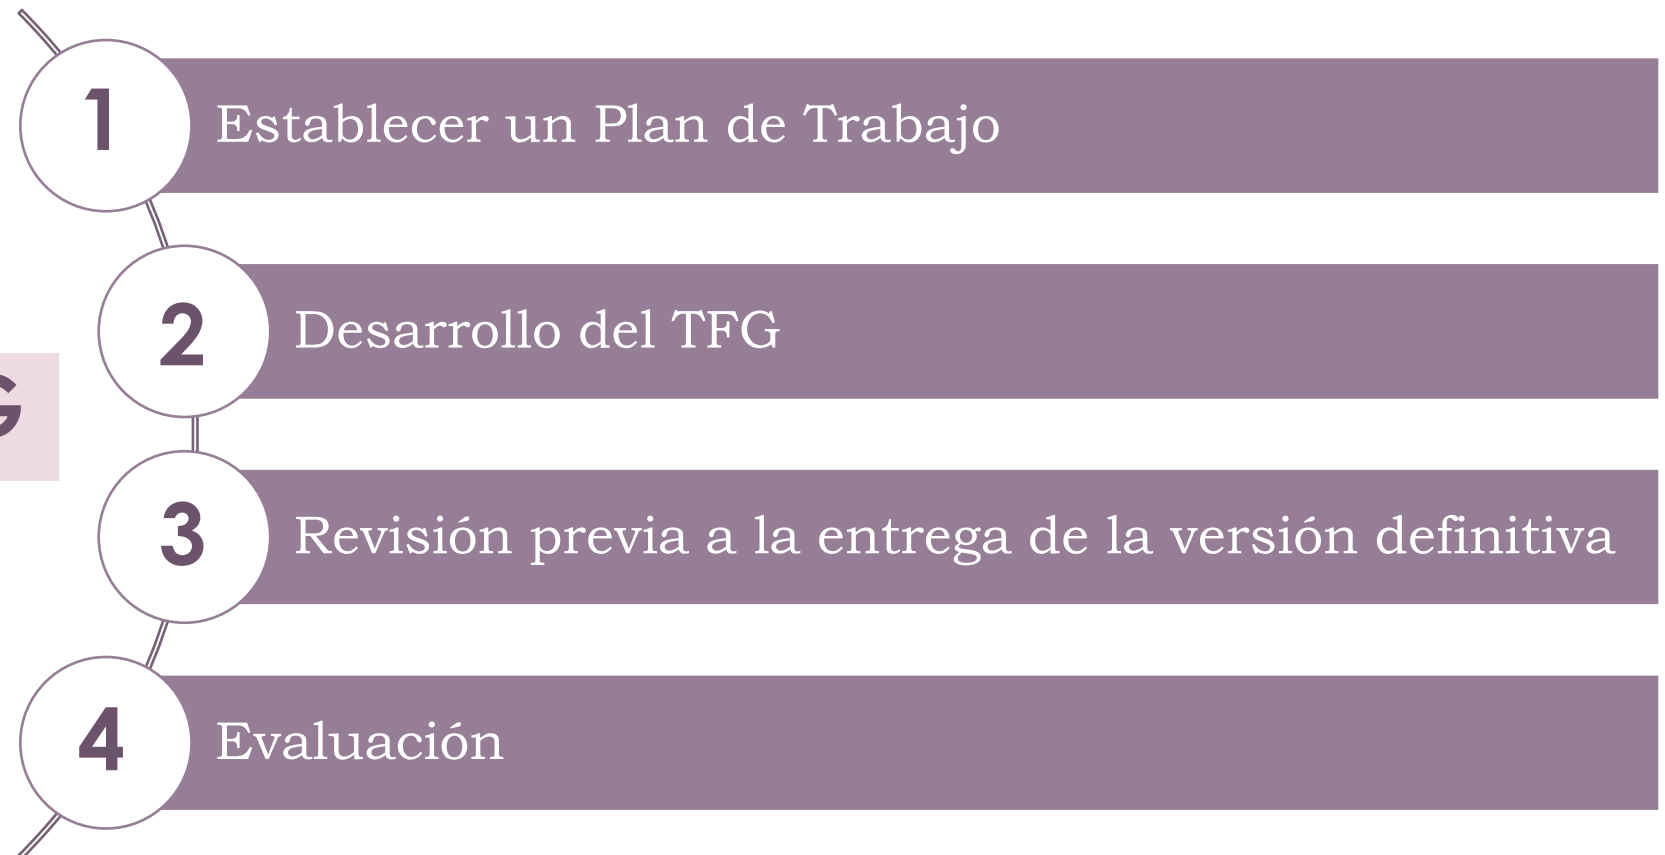 1
Establecer un Plan de Trabajo
2
Desarrollo del TFG
3
Revisión previa a la entrega de la versión definitiva
4
Evaluación